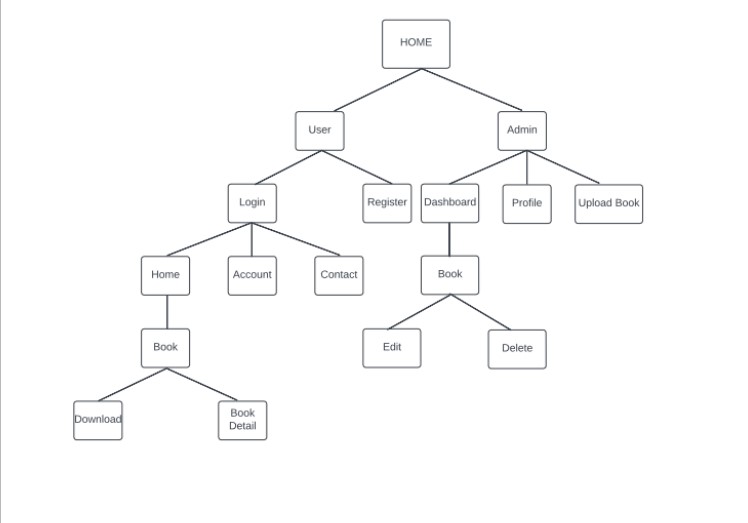 HOME
User
Admin
Login
Register
Dashboard
Profile
Upload Book
Home
Account
Contact
Book
Book
Edit
Delete
Download
Book
Detail